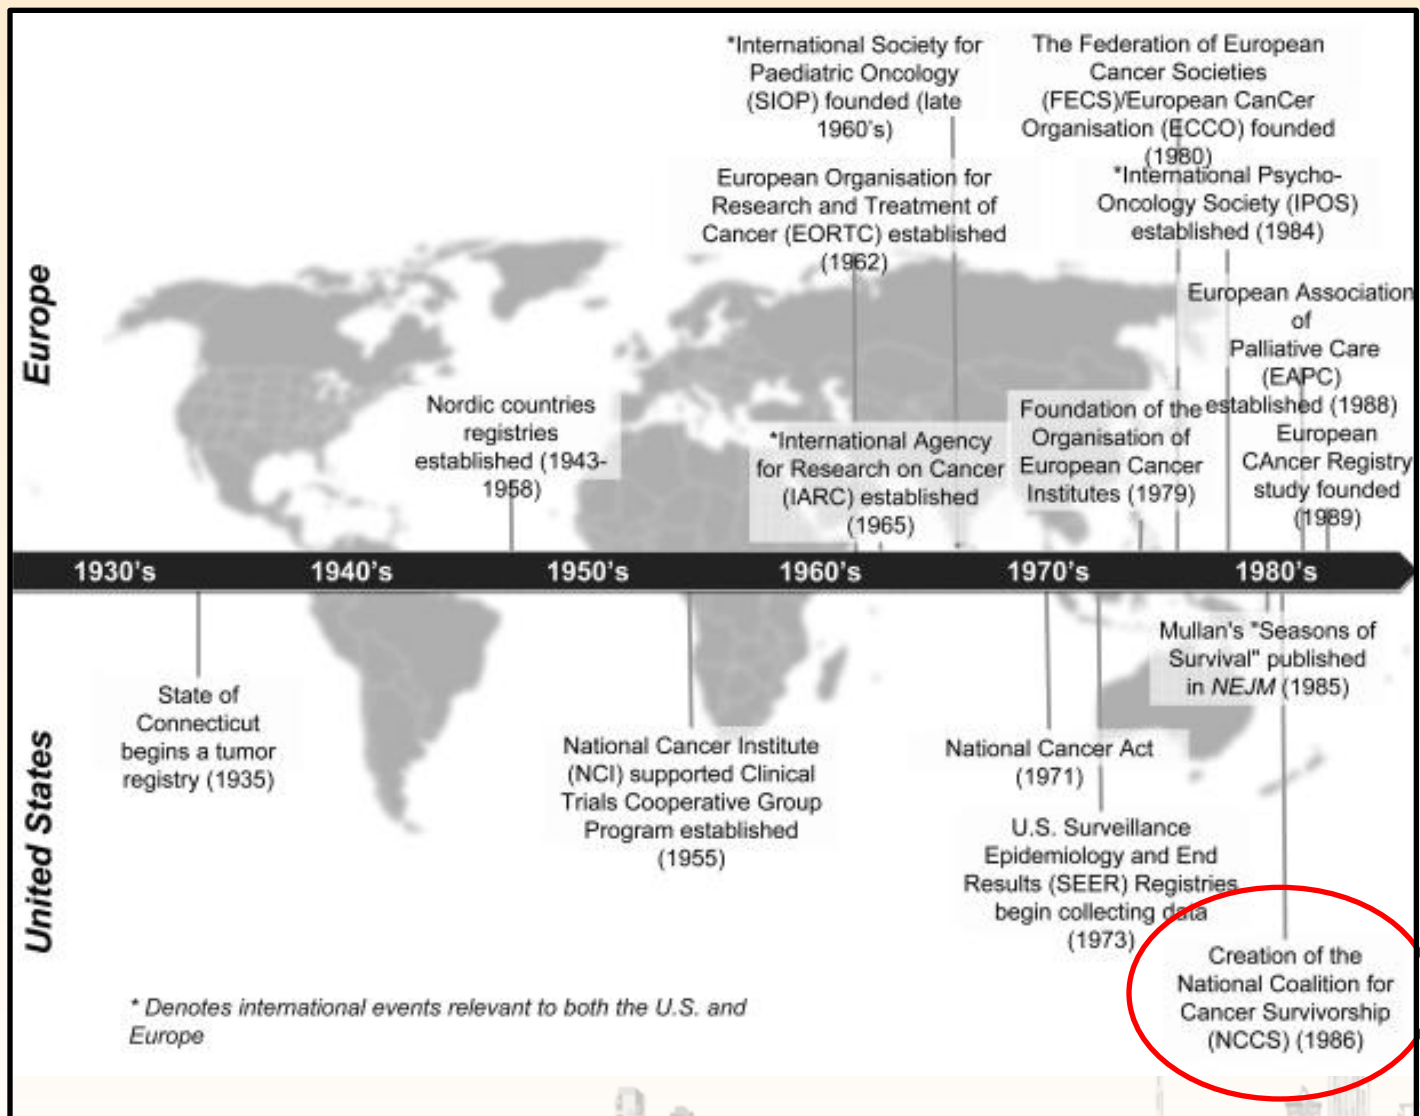 *International Society for
Paediatric Oncology
(SIOP) founded (late
1960's)
The Federation of European
Cancer Societies
(FECS)/European CanCer
Organisation (ECCO) founded
(1980)
European Organisation for
Research and Treatment of
Cancer (EORTC) established
(1962)
*International Psycho-
Oncology Society (IPOS)
established (1984)
Europe
European Association
of
Palliative Care
(EAPC)
established (1988)
Nordic countries
registries
established (1943-
1958)
*International Agency
for Research on Cancer
(IARC) established
(1965)
Foundation of the
Organisation of
European Cancer
Institutes (1979)
European
CAncer Registry
study founded
(1989)
1930's 1940's 1950's 1960's 1970's 1980's
United States
State of
Connecticut
begins a tumor
registry (1935)
National Cancer Institute
(NCI) supported Clinical
Trials Cooperative Group
Program established
(1955)
National Cancer Act
(1971)
Mullan's "Seasons of
Survival" published
in NEJM (1985)
U.S. Surveillance
Epidemiology and End
Results (SEER) Registries
begin collecting data
(1973)
Creation of the
National Coalition for
Cancer Survivorship
(NCCS) (1986)
* Denotes international events relevant to both the U.S. and
Europe